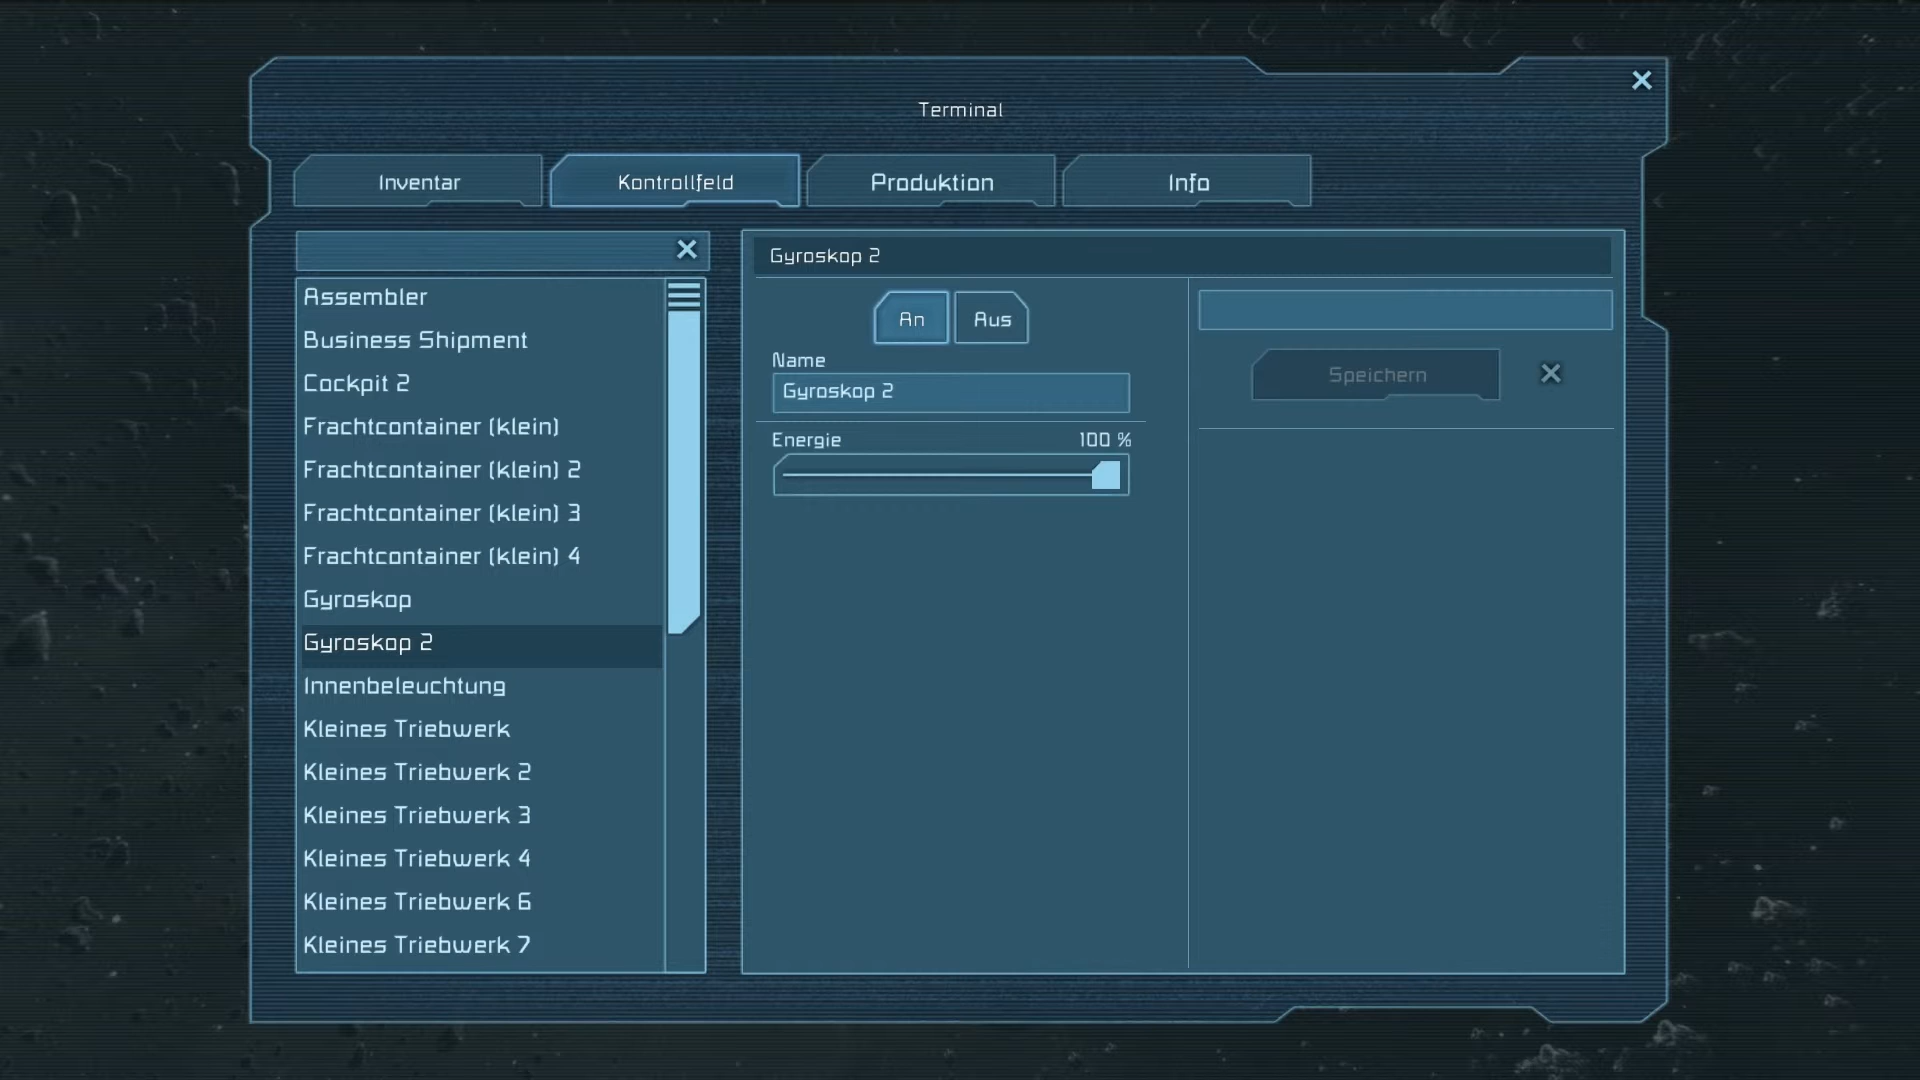 Terminal
Inventar
Kontrollfeld
Produktion
Info
Assembler
Business Shipment
Cockpit 2
Frachtcontainer (klein)
Frachtcontainer (klein) 2
Frachtcontainer (klein) 3
Frachtcontainer (klein) 4
Gyroskop
Gyroskop 2
Innenbeleuchtung
Kleines Triebwerk
Kleines Triebwerk 2
Kleines Triebwerk 3
Kleines Triebwerk 4
Kleines Triebwerk 6
Kleines Triebwerk 7
Gyroskop 2
An
Aus
Name
Gyroskop 2
Energie
100 %
Speichern